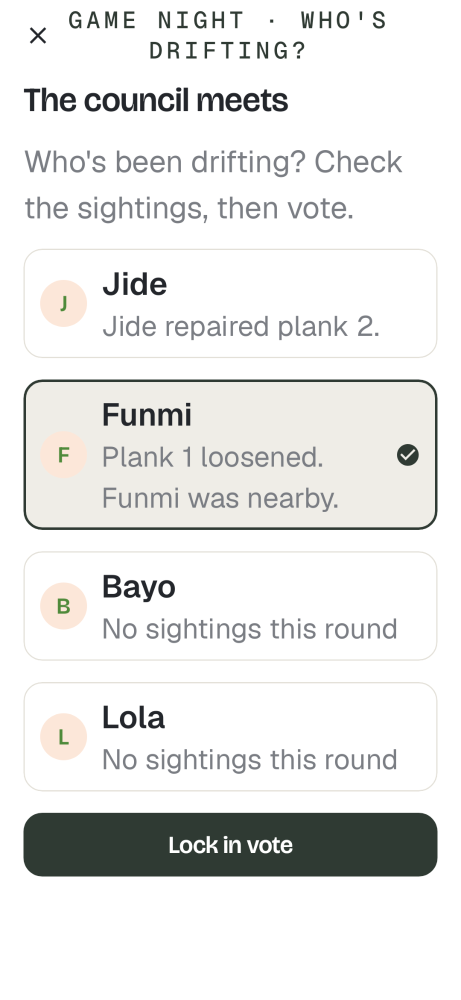 GAME NIGHT · WHO'S
DRIFTING?
The council meets
Who's been drifting? Check
the sightings, then vote.
J
Jide
Jide repaired plank 2.
F
Funmi
Plank 1 loosened.
Funmi was nearby.
B
Bayo
No sightings this round
L
Lola
No sightings this round
Lock in vote